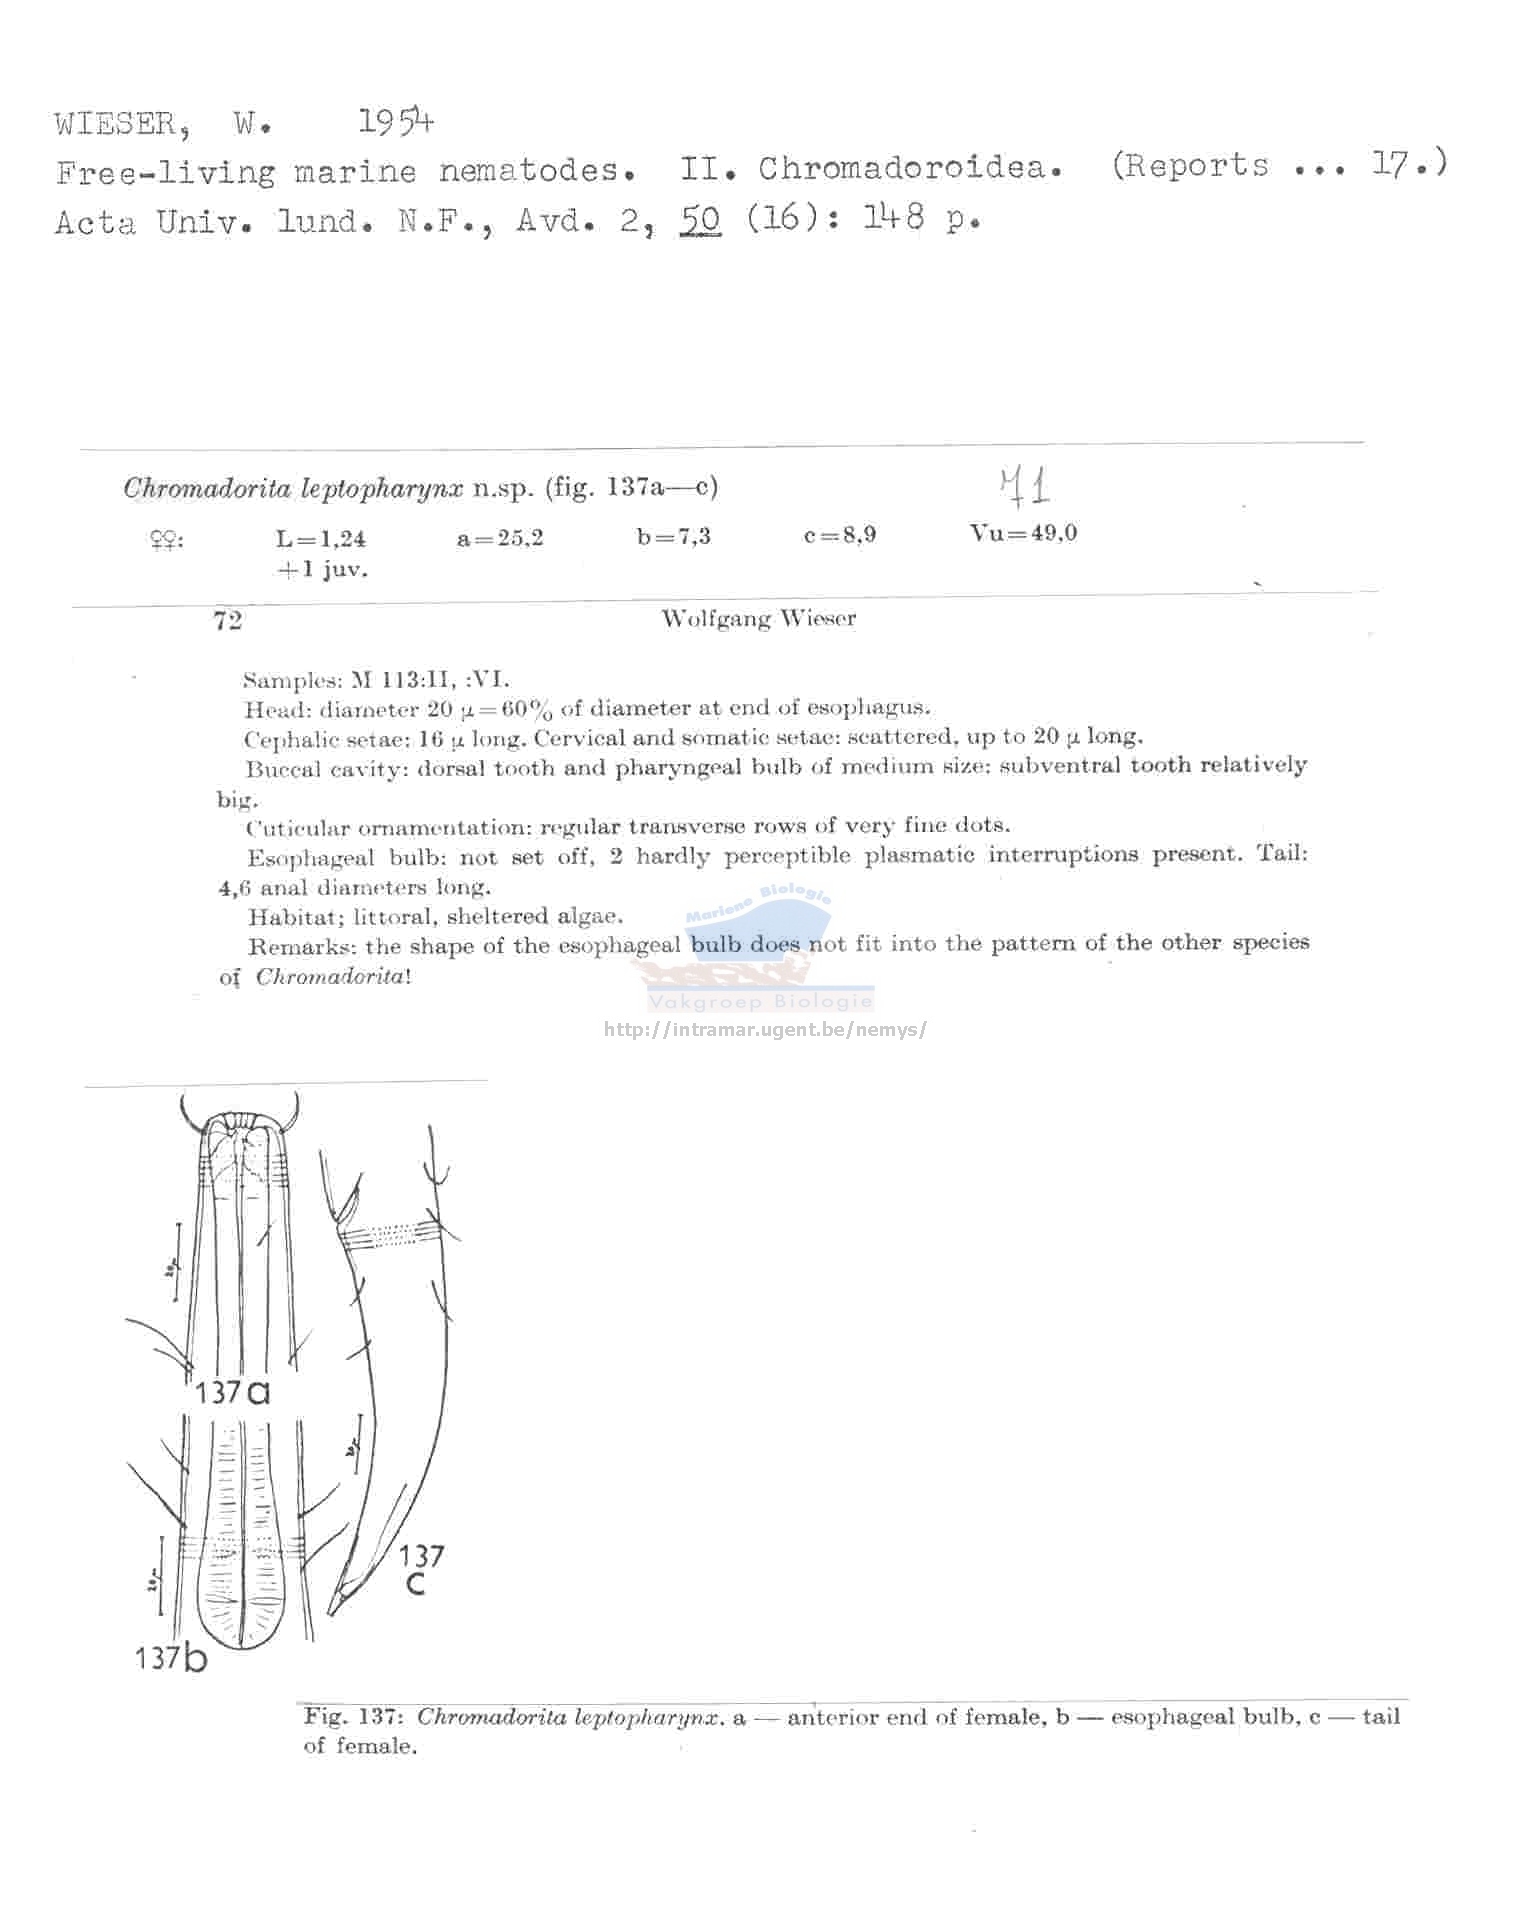 WIESER, W. 1954
Free-living marine nematodes. II. Chromadoroidea. (Reports ... 17.)
Acta Univ. lund. N.F., Avd. 2, 50 (16): 148 p.
Chromadorita leptopharynx n.sp. (fig. 137a—c)
71
♀♀: L=1,24 a=25,2 b=7,3 c=8,9 Vu=49,0
+1 juv.
72 Wolfgang Wieser
Samples: M 113:II, :VI.
Head: diameter 20 µ=60% of diameter at end of esophagus.
Cephalic setae: 16 µ long. Cervical and somatic setae: scattered, up to 20 µ long.
Buccal cavity: dorsal tooth and pharyngeal bulb of medium size; subventral tooth relatively
big.
Cuticular ornamentation: regular transverse rows of very fine dots.
Esophageal bulb: not set off, 2 hardly perceptible plasmatic interruptions present. Tail:
4,6 anal diameters long.
Habitat; littoral, sheltered algae.
Remarks: the shape of the esophageal bulb does not fit into the pattern of the other species
of Chromadorita!
Mariene Biologie
Vakgroep Biologie
http://intramar.ugent.be/nemys/
20 µ
137a
20 µ
137
c
20 µ
137b
Fig. 137: Chromadorita leptopharynx. a — anterior end of female, b — esophageal bulb, c — tail
of female.